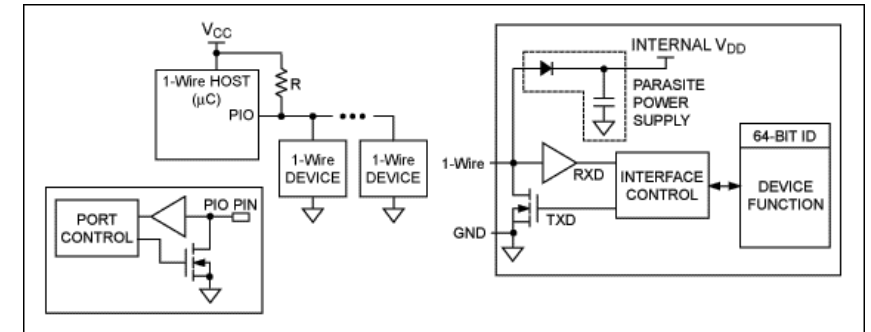 VCC
1-Wire HOST
(µC)
PIO
R
1-Wire
DEVICE
1-Wire
DEVICE
PORT
CONTROL
PIO PIN
INTERNAL VDD
PARASITE
POWER
SUPPLY
1-Wire
RXD
TXD
GND
INTERFACE
CONTROL
64-BIT ID
DEVICE
FUNCTION